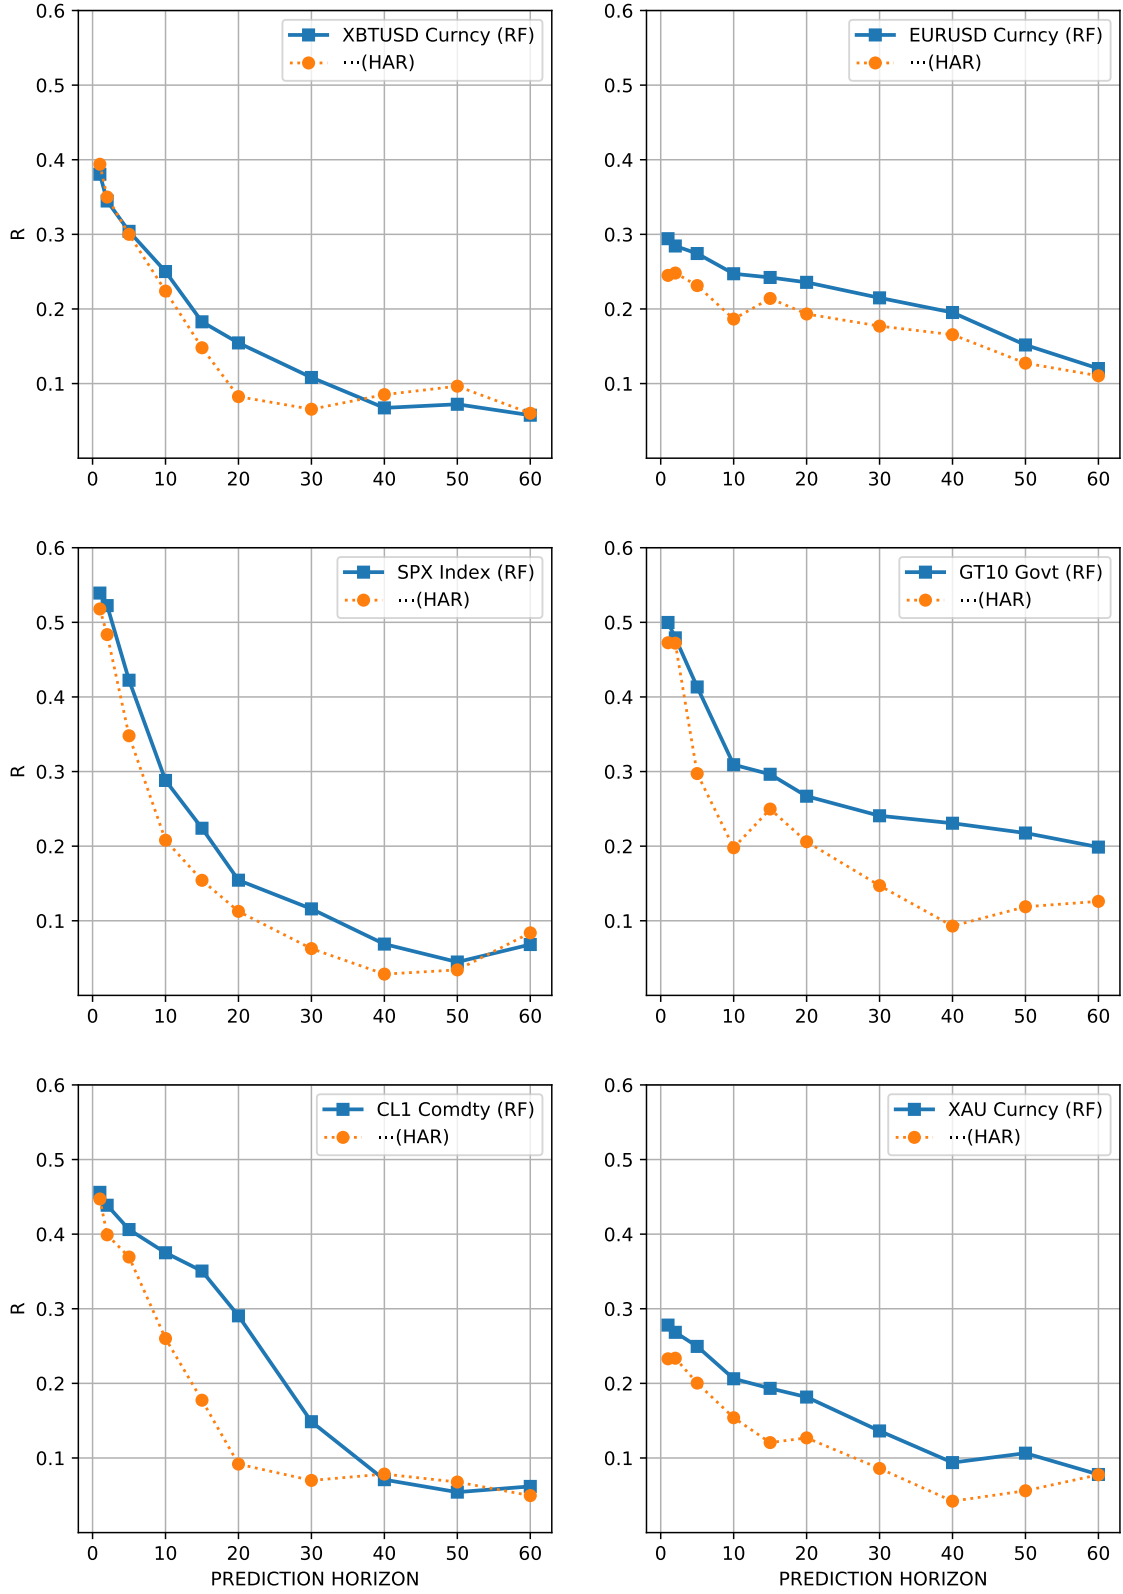 0.6
0.5
0.4
0.3
0.2
0.1
R
XBTUSD Curncy (RF)
···(HAR)
0 10 20 30 40 50 60
0.6
0.5
0.4
0.3
0.2
0.1
EURUSD Curncy (RF)
···(HAR)
0 10 20 30 40 50 60
0.6
0.5
0.4
0.3
0.2
0.1
R
SPX Index (RF)
···(HAR)
0 10 20 30 40 50 60
0.6
0.5
0.4
0.3
0.2
0.1
GT10 Govt (RF)
···(HAR)
0 10 20 30 40 50 60
0.6
0.5
0.4
0.3
0.2
0.1
R
CL1 Comdty (RF)
···(HAR)
0 10 20 30 40 50 60
PREDICTION HORIZON
0.6
0.5
0.4
0.3
0.2
0.1
XAU Curncy (RF)
···(HAR)
0 10 20 30 40 50 60
PREDICTION HORIZON